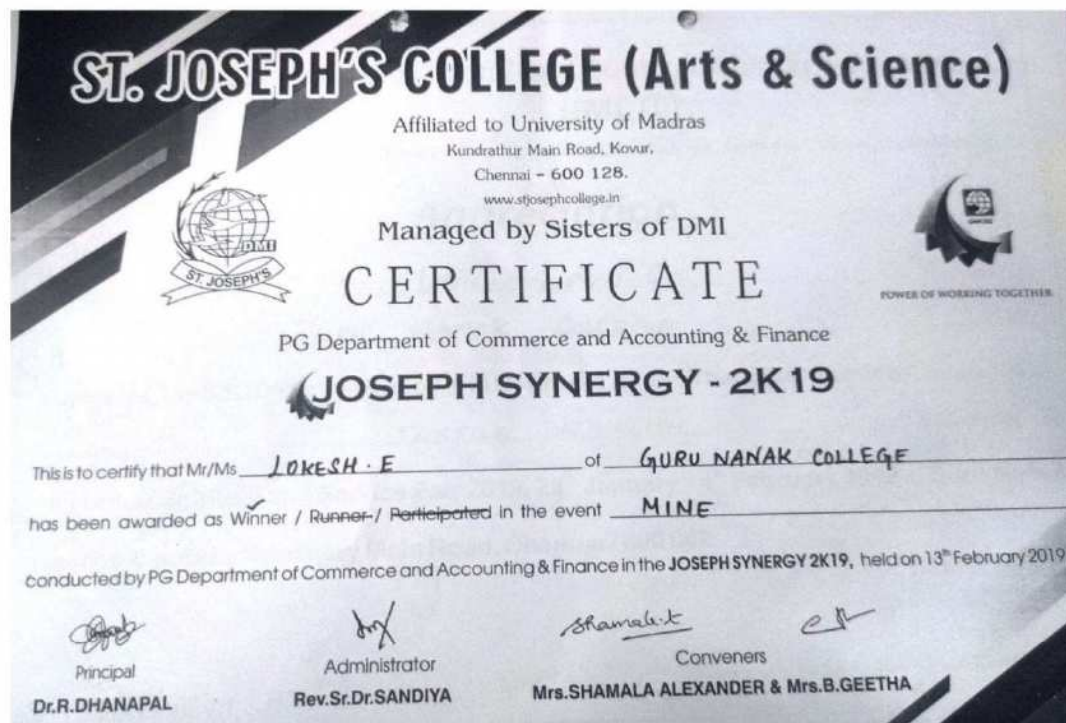 ST. JOSEPH'S COLLEGE (Arts & Science)
Affiliated to University of Madras
Kundrathur Main Road, Kovur,
Chennai - 600 128.
www.stjosephcollege.in
Managed by Sisters of DMI
DMI
ST. JOSEPH'S
POWER OF WORKING TOGETHER
CERTIFICATE
PG Department of Commerce and Accounting & Finance
JOSEPH SYNERGY - 2K19
This is to certify that Mr/Ms LOKESH. E of GURU NANAK COLLEGE
has been awarded as Winner / Runner / Participated in the event MINE
conducted by PG Department of Commerce and Accounting & Finance in the JOSEPH SYNERGY 2K19, held on 13th February 2019
Shamala.t
Principal
Administrator
Conveners
Dr.R.DHANAPAL
Rev.Sr.Dr.SANDIYA
Mrs.SHAMALA ALEXANDER & Mrs.B.GEETHA